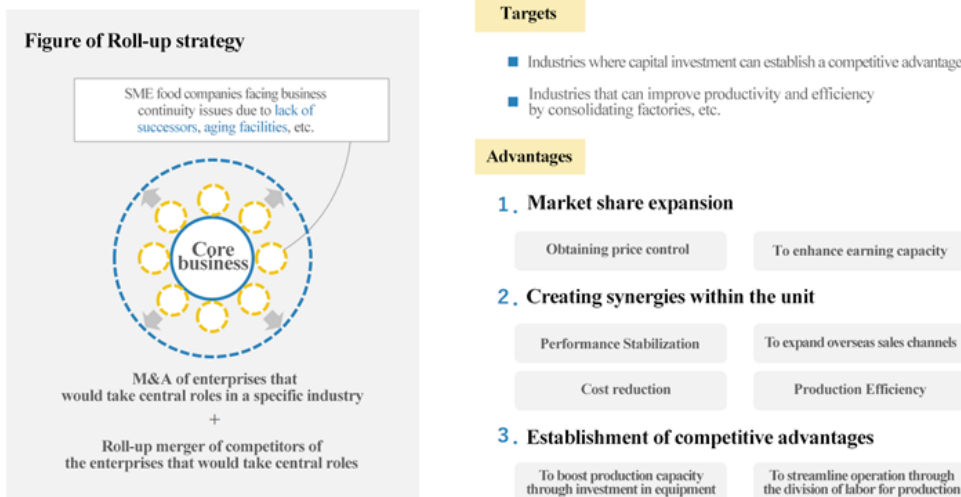 Figure of Roll-up strategy
SME food companies facing business
continuity issues due to lack of
successors, aging facilities, etc.
Core
business
M&A of enterprises that
would take central roles in a specific industry
+
Roll-up merger of competitors of
the enterprises that would take central roles
Targets
Industries where capital investment can establish a competitive advantage
Industries that can improve productivity and efficiency
by consolidating factories, etc.
Advantages
1. Market share expansion
Obtaining price control
To enhance earning capacity
2. Creating synergies within the unit
Performance Stabilization
To expand overseas sales channels
Cost reduction
Production Efficiency
3. Establishment of competitive advantages
To boost production capacity
through investment in equipment
To streamline operation through
the division of labor for production